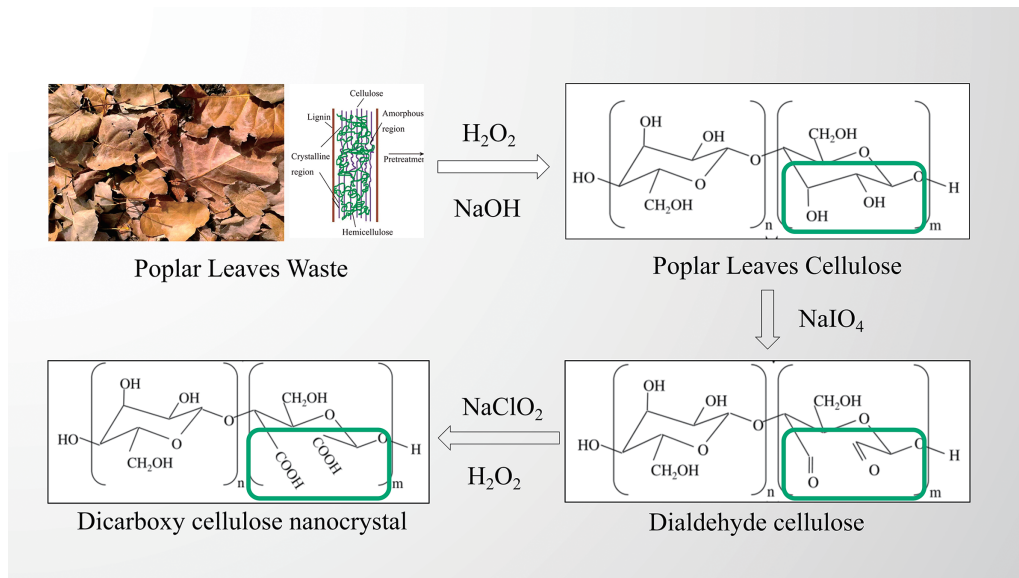 Cellulose
Lignin
Amorphous
region
Crystalline
region
Pretreatmer
Hemicellulose
Poplar Leaves Waste
H₂O₂
NaOH
OH
OH
HO
O
O
CH₂OH
n
CH₂OH
O
O
H
OH
OH
m
Poplar Leaves Cellulose
NaIO₄
OH
OH
HO
O
O
CH₂OH
n
CH₂OH
O
O
H
O
O
m
Dialdehyde cellulose
NaClO₂
H₂O₂
OH
OH
HO
O
O
CH₂OH
n
CH₂OH
O
O
H
COOH
COOH
m
Dicarboxy cellulose nanocrystal